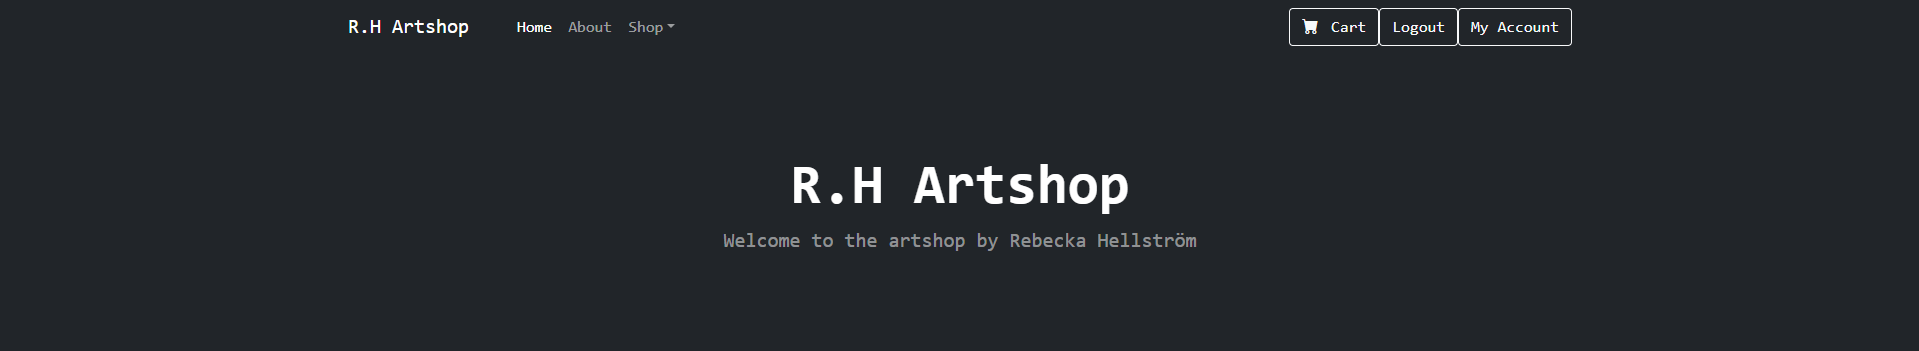 R.H Artshop Home About Shop Cart Logout My Account
R.H Artshop
Welcome to the artshop by Rebecka Hellström